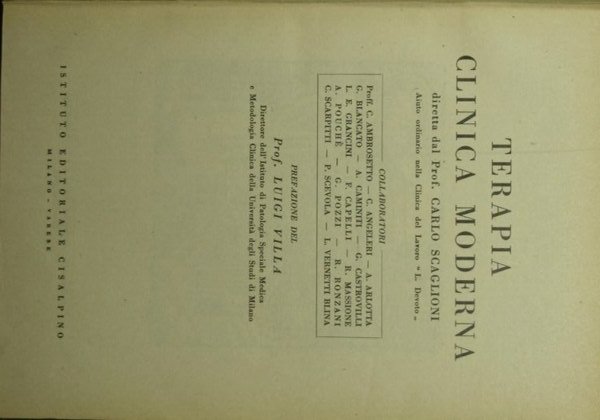 TERAPIA
CLINICA MODERNA
diretta dal Prof. CARLO SCAGLIONI
Aiuto ordinario nella Clinica del Lavoro “ L. Devoto „
COLLABORATORI
Proff. C. AMBROSETTO — C. ANGELERI — A. ARLOTTA
G. BLANCATO — A. CAMINITI — G. CASTROVILLI
L. E. GRANCINI — F. CAPELLI — R. MASSIONE
A. POUCHÈ — G. POZZI — R. RONZANI
C. SCARPITTI — P. SCEVOLA — L. VERNETTI BLINA
PREFAZIONE DEL
Prof. LUIGI VILLA
Direttore dell'Istituto di Patologia Speciale Medica
e Metodologia Clinica della Università degli Studi di Milano
ISTITUTO EDITORIALE CISALPINO
MILANO - VARESE